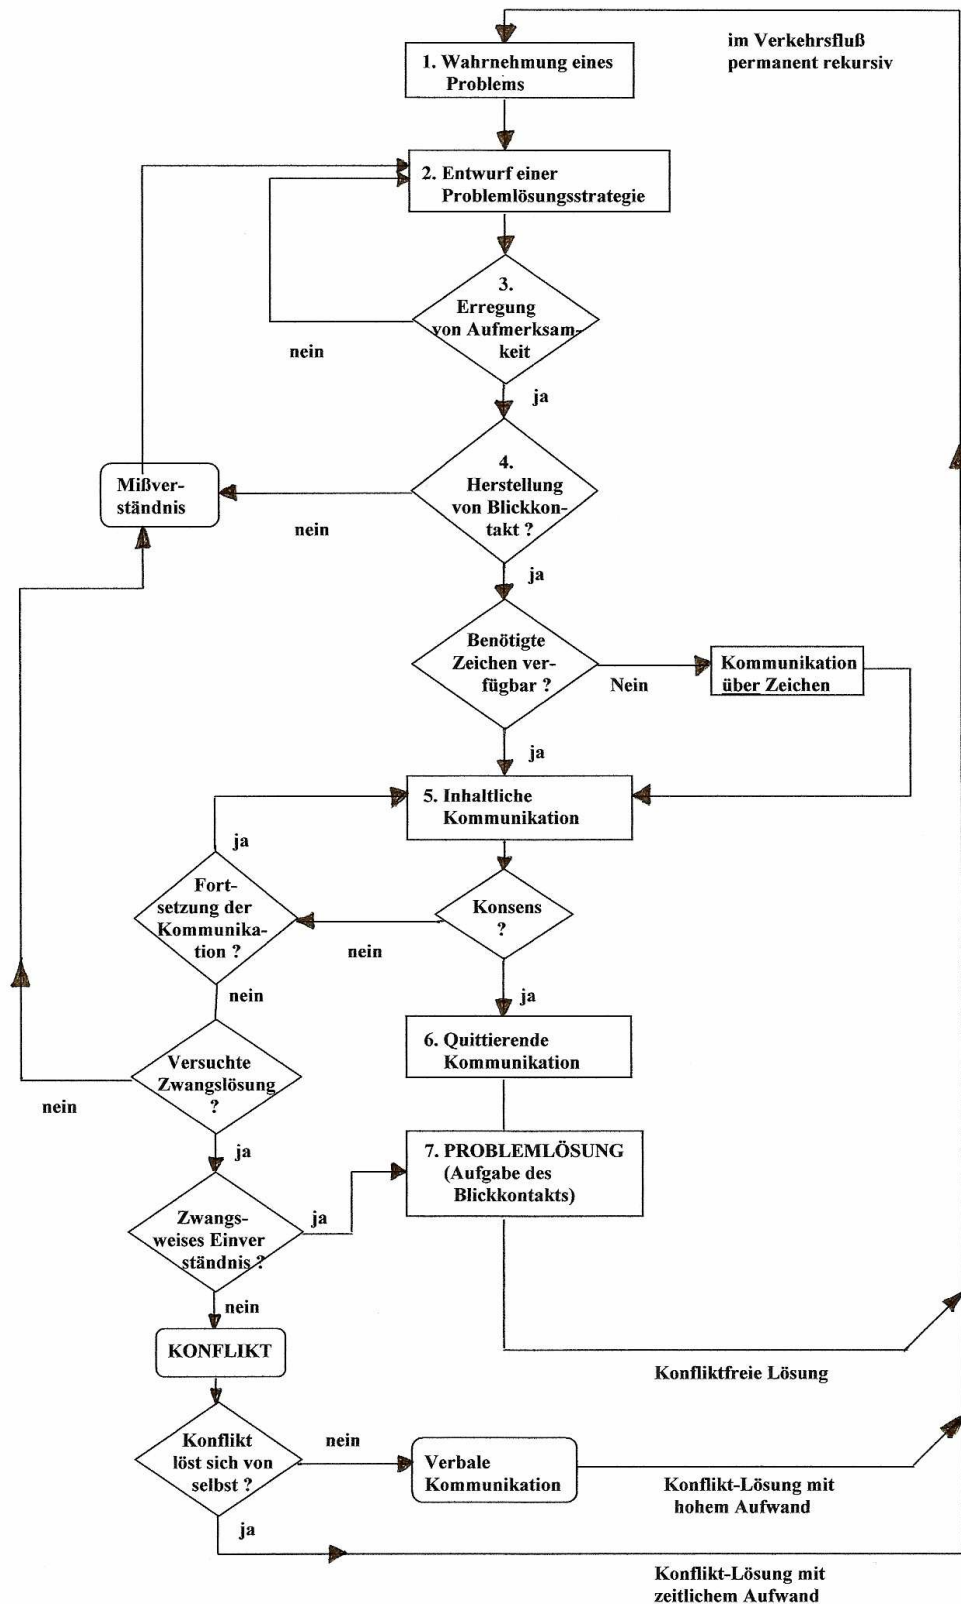 im Verkehrsfluß
permanent rekursiv
1. Wahrnehmung eines
Problems
2. Entwurf einer
Problemlösungsstrategie
3.
Erregung
von Aufmerksam-
keit
nein
ja
4.
Herstellung
von Blickkon-
takt ?
Mißver-
ständnis
nein
ja
Benötigte
Zeichen ver-
fügbar ?
Nein
Kommunikation
über Zeichen
ja
5. Inhaltliche
Kommunikation
ja
Fort-
setzung der
Kommunika-
tion ?
Konsens
?
nein
nein
ja
6. Quittierende
Kommunikation
Versuchte
Zwangslösung
?
nein
ja
7. PROBLEMLÖSUNG
(Aufgabe des
Blickkontakts)
Zwangs-
weises Einver
ständnis ?
ja
nein
KONFLIKT
Konfliktfreie Lösung
Konflikt
löst sich von
selbst ?
nein
Verbale
Kommunikation
Konflikt-Lösung mit
hohem Aufwand
ja
Konflikt-Lösung mit
zeitlichem Aufwand